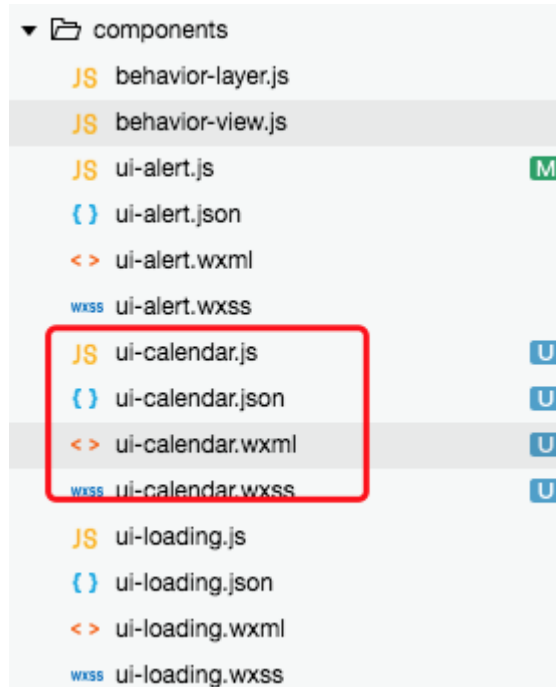 components
JS behavior-layer.js
JS behavior-view.js
JS ui-alert.js M
{ } ui-alert.json
< > ui-alert.wxml
wxss ui-alert.wxss
JS ui-calendar.js U
{ } ui-calendar.json U
< > ui-calendar.wxml U
wxss ui-calendar.wxss U
JS ui-loading.js
{ } ui-loading.json
< > ui-loading.wxml
wxss ui-loading.wxss